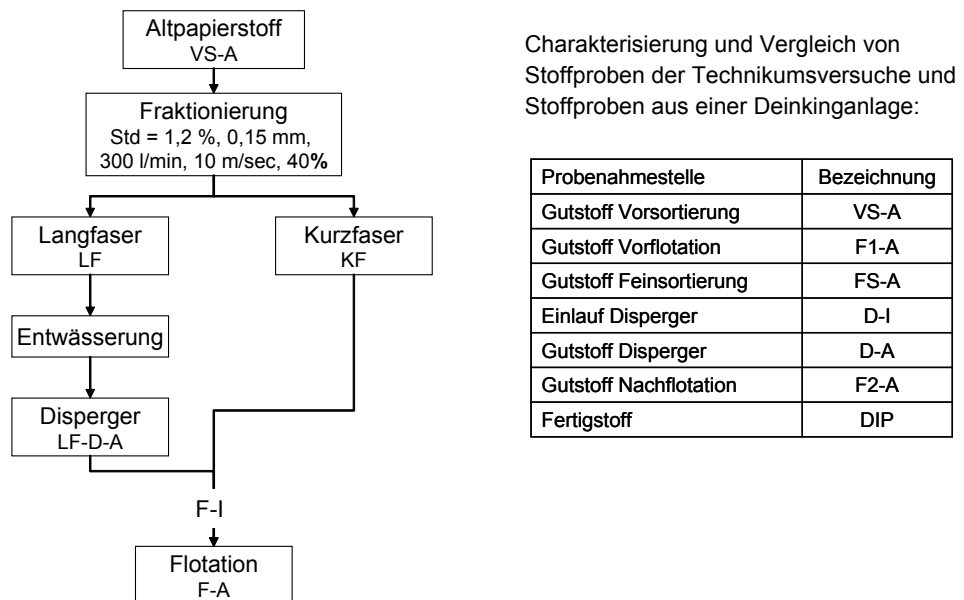 Altpapierstoff
VS-A
Fraktionierung
Std = 1,2 %, 0,15 mm,
300 l/min, 10 m/sec, 40%
Langfaser
LF
Kurzfaser
KF
Entwässerung
Disperger
LF-D-A
F-I
Flotation
F-A
Charakterisierung und Vergleich von
Stoffproben der Technikumsversuche und
Stoffproben aus einer Deinkinganlage:
Probenahmestelle Bezeichnung
Gutstoff Vorsortierung VS-A
Gutstoff Vorflotation F1-A
Gutstoff Feinsortierung FS-A
Einlauf Disperger D-I
Gutstoff Disperger D-A
Gutstoff Nachflotation F2-A
Fertigstoff DIP